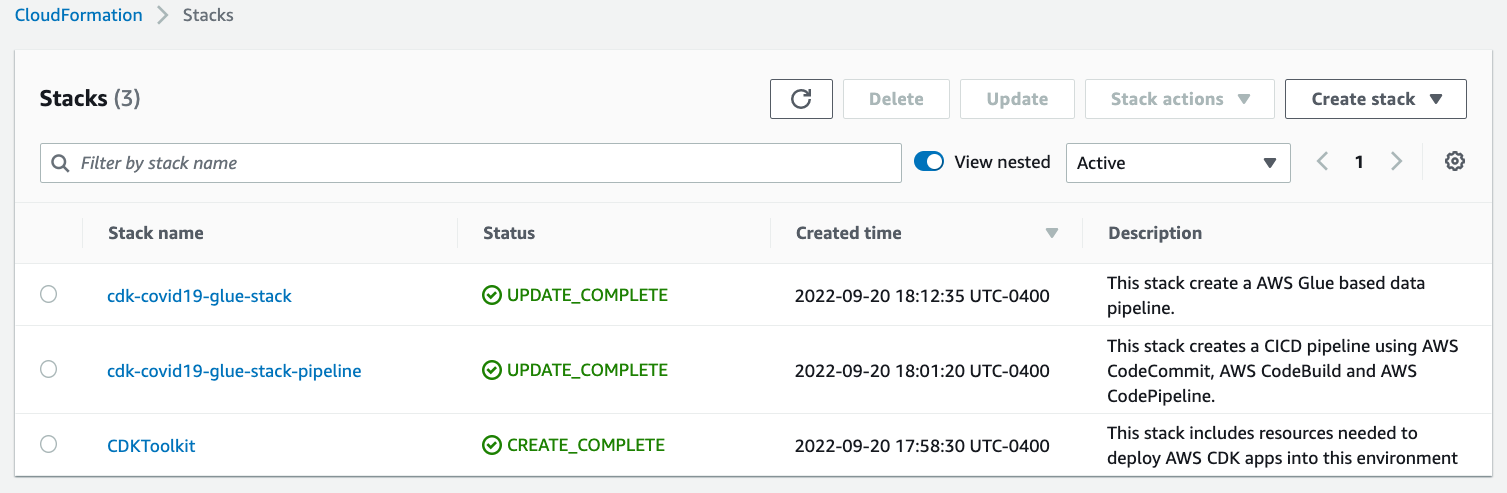 CloudFormation > Stacks
Stacks (3)
Delete
Update
Stack actions
Create stack
Filter by stack name
View nested
Active
1
Stack name
Status
Created time
Description
cdk-covid19-glue-stack
UPDATE_COMPLETE
2022-09-20 18:12:35 UTC-0400
This stack create a AWS Glue based data
pipeline.
cdk-covid19-glue-stack-pipeline
UPDATE_COMPLETE
2022-09-20 18:01:20 UTC-0400
This stack creates a CICD pipeline using AWS
CodeCommit, AWS CodeBuild and AWS
CodePipeline.
CDKToolkit
CREATE_COMPLETE
2022-09-20 17:58:30 UTC-0400
This stack includes resources needed to
deploy AWS CDK apps into this environment